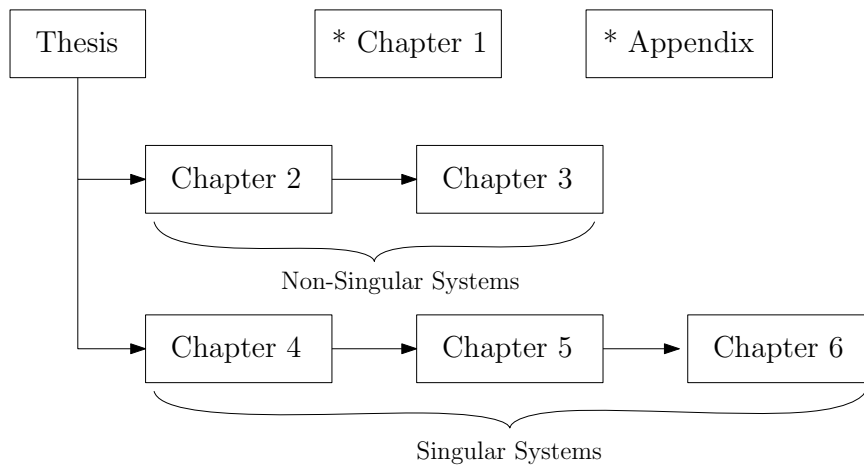 Thesis
* Chapter 1
* Appendix
Chapter 2
Chapter 3
Non-Singular Systems
Chapter 4
Chapter 5
Chapter 6
Singular Systems